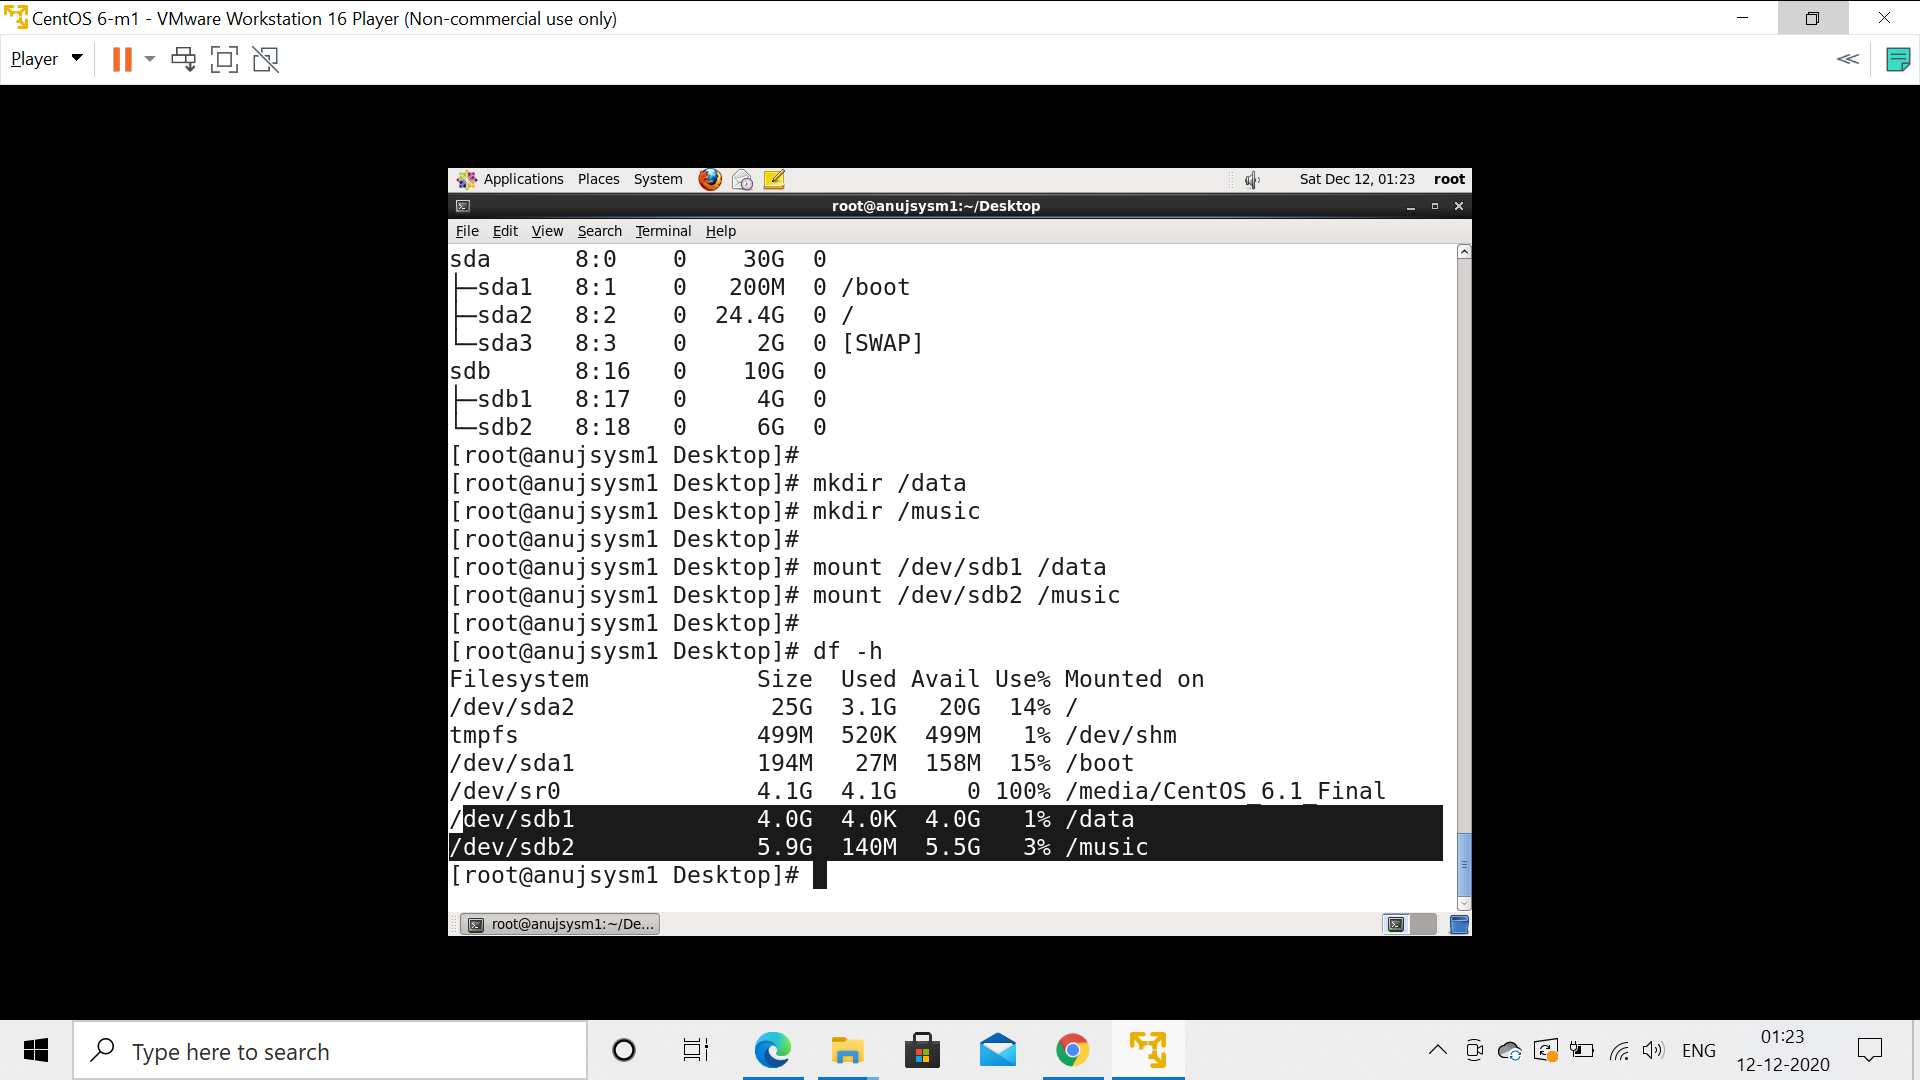 CentOS 6-m1 - VMware Workstation 16 Player (Non-commercial use only)
Player
Applications Places System Sat Dec 12, 01:23 root
root@anujsysm1:~/Desktop
File Edit View Search Terminal Help
sda 8:0 0 30G 0
├─sda1 8:1 0 200M 0 /boot
├─sda2 8:2 0 24.4G 0 /
└─sda3 8:3 0 2G 0 [SWAP]
sdb 8:16 0 10G 0
├─sdb1 8:17 0 4G 0
└─sdb2 8:18 0 6G 0
[root@anujsysm1 Desktop]#
[root@anujsysm1 Desktop]# mkdir /data
[root@anujsysm1 Desktop]# mkdir /music
[root@anujsysm1 Desktop]#
[root@anujsysm1 Desktop]# mount /dev/sdb1 /data
[root@anujsysm1 Desktop]# mount /dev/sdb2 /music
[root@anujsysm1 Desktop]#
[root@anujsysm1 Desktop]# df -h
Filesystem Size Used Avail Use% Mounted on
/dev/sda2 25G 3.1G 20G 14% /
tmpfs 499M 520K 499M 1% /dev/shm
/dev/sda1 194M 27M 158M 15% /boot
/dev/sr0 4.1G 4.1G 0 100% /media/CentOS_6.1_Final
/dev/sdb1 4.0G 4.0K 4.0G 1% /data
/dev/sdb2 5.9G 140M 5.5G 3% /music
[root@anujsysm1 Desktop]#
root@anujsysm1:~/De...
Type here to search
ENG
01:23
12-12-2020